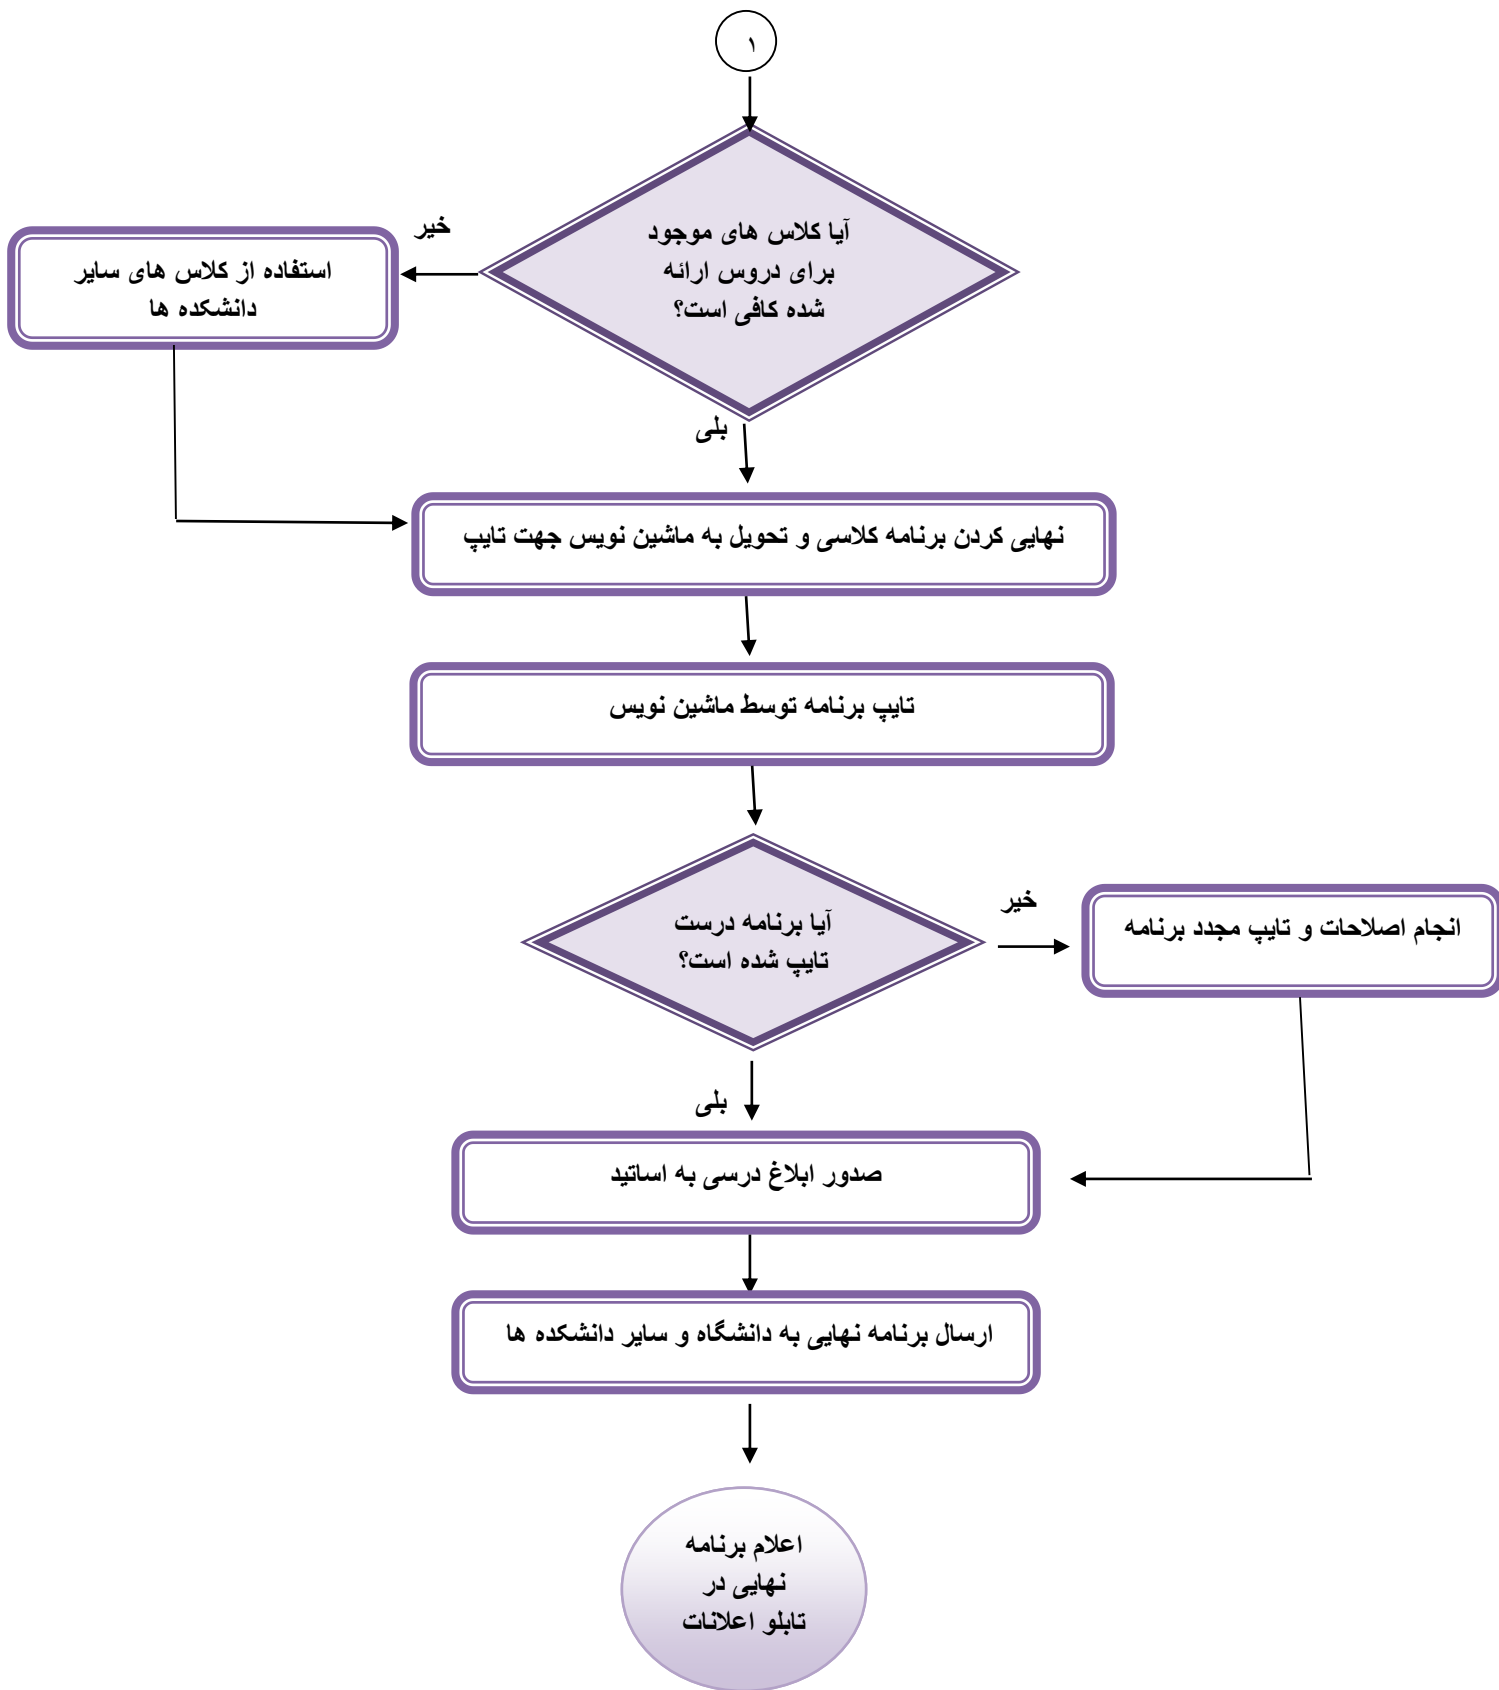 ۱
آیا کلاس های موجود
برای دروس ارائه
شده کافی است؟
خیر
استفاده از کلاس های سایر
دانشکده ها
بلی
نهایی کردن برنامه کلاسی و تحویل به ماشین نویس جهت تایپ
تایپ برنامه توسط ماشین نویس
آیا برنامه درست
تایپ شده است؟
خیر
انجام اصلاحات و تایپ مجدد برنامه
بلی
صدور ابلاغ درسی به اساتید
ارسال برنامه نهایی به دانشگاه و سایر دانشکده ها
اعلام برنامه
نهایی در
تابلو اعلانات